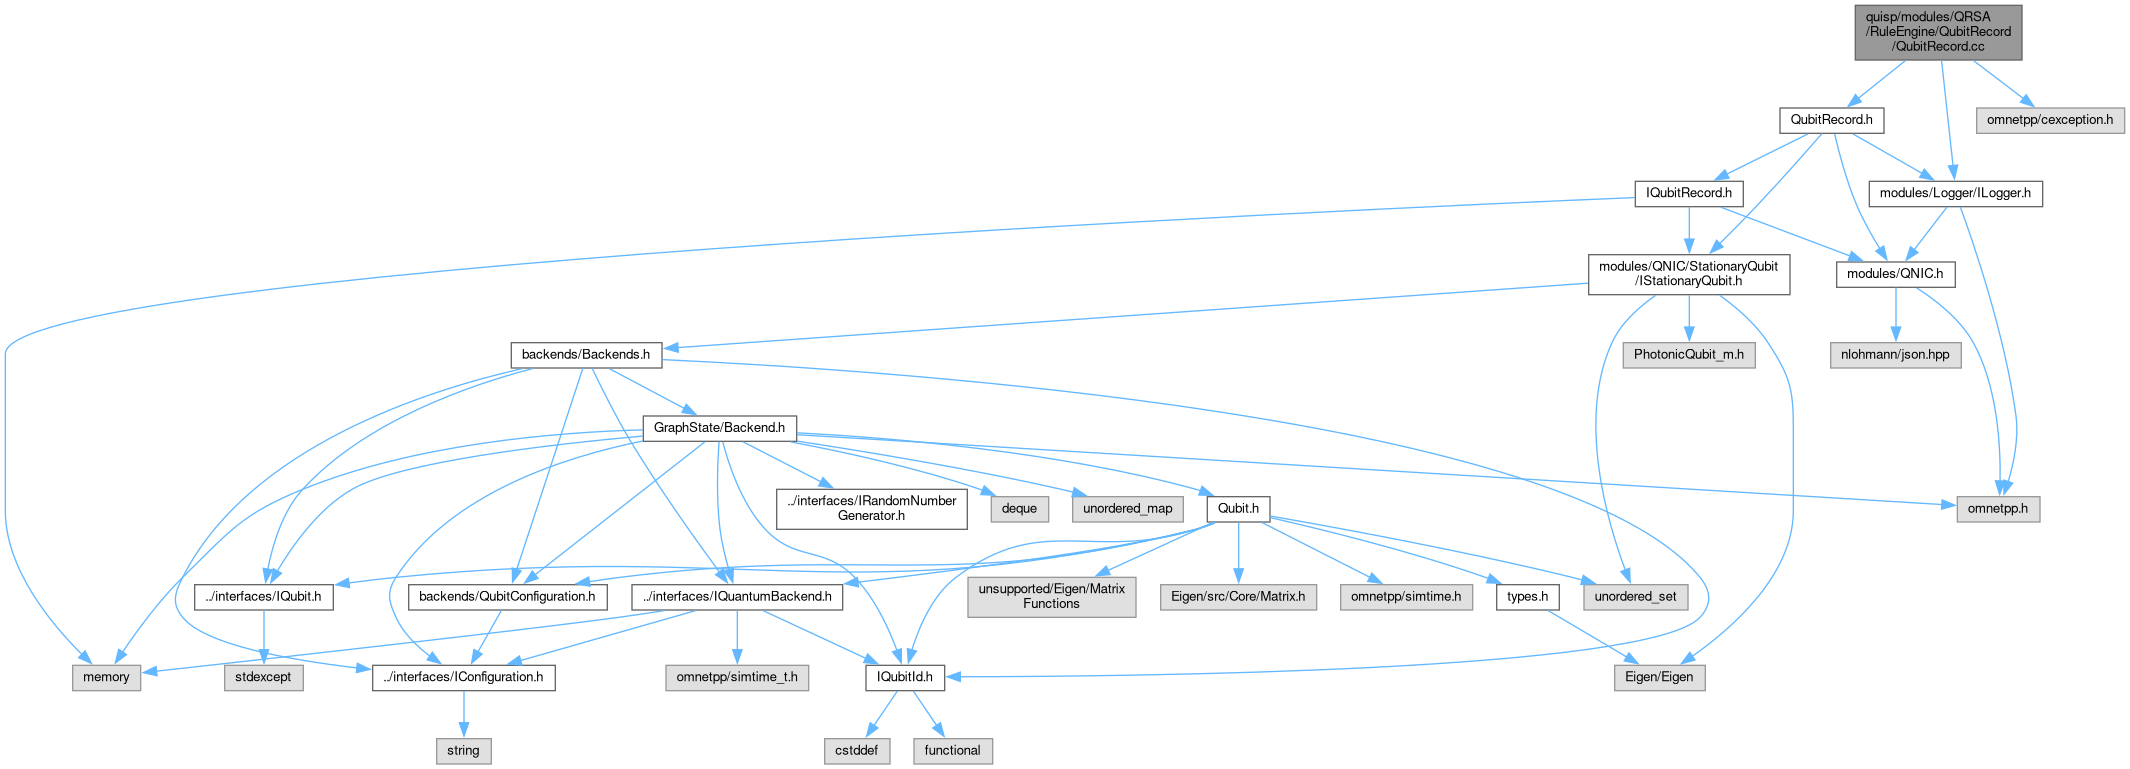 quisp/modules/QRSA
/RuleEngine/QubitRecord
/QubitRecord.cc
QubitRecord.h
omnetpp/cexception.h
IQubitRecord.h
modules/Logger/ILogger.h
modules/QNIC/StationaryQubit
/IStationaryQubit.h
modules/QNIC.h
backends/Backends.h
PhotonicQubit_m.h
nlohmann/json.hpp
GraphState/Backend.h
../interfaces/IRandomNumber
Generator.h
deque
unordered_map
Qubit.h
omnetpp.h
../interfaces/IQubit.h
backends/QubitConfiguration.h
../interfaces/IQuantumBackend.h
unsupported/Eigen/Matrix
Functions
Eigen/src/Core/Matrix.h
omnetpp/simtime.h
types.h
unordered_set
memory
stdexcept
../interfaces/IConfiguration.h
omnetpp/simtime_t.h
IQubitId.h
Eigen/Eigen
string
cstddef
functional